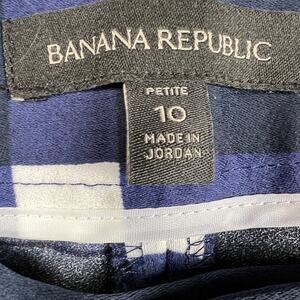 BANANA REPUBLIC
PETITE
10
MADE IN
JORDAN